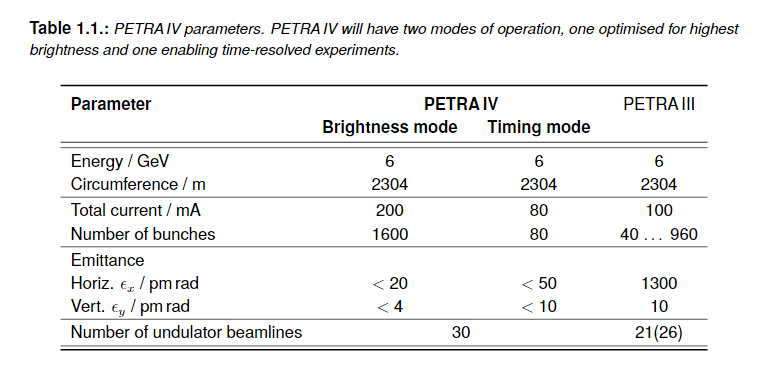 Table 1.1.: PETRA IV parameters. PETRA IV will have two modes of operation, one optimised for highest
brightness and one enabling time-resolved experiments.
Parameter PETRA IV PETRA III
Brightness mode Timing mode
Energy / GeV 6 6 6
Circumference / m 2304 2304 2304
Total current / mA 200 80 100
Number of bunches 1600 80 40 ... 960
Emittance
Horiz. ϵx / pm rad < 20 < 50 1300
Vert. ϵy / pm rad < 4 < 10 10
Number of undulator beamlines 30 21(26)